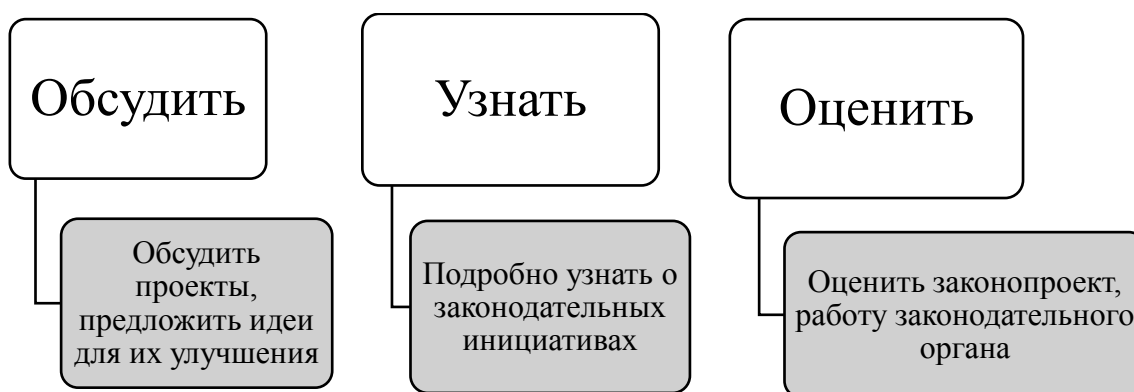 Обсудить
Обсудить
проекты,
предложить идеи
для их улучшения
Узнать
Подробно узнать о
законодательных
инициативах
Оценить
Оценить законопроект,
работу законодательного
органа